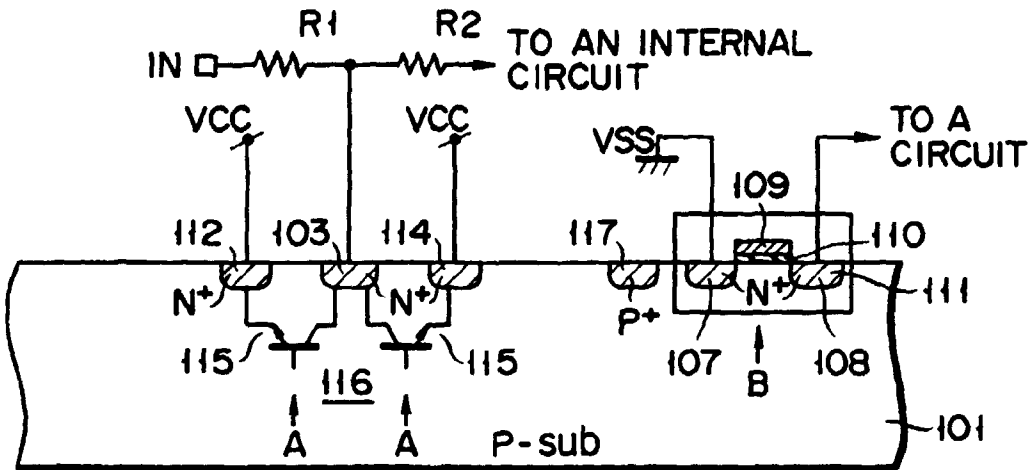 R1 R2
IN TO AN INTERNAL
CIRCUIT
VCC VCC VSS TO A
CIRCUIT
109
112 103 114 117 110
N+ N+ P+ N+ 111
115 115 107 108
116 B
A A P-sub 101